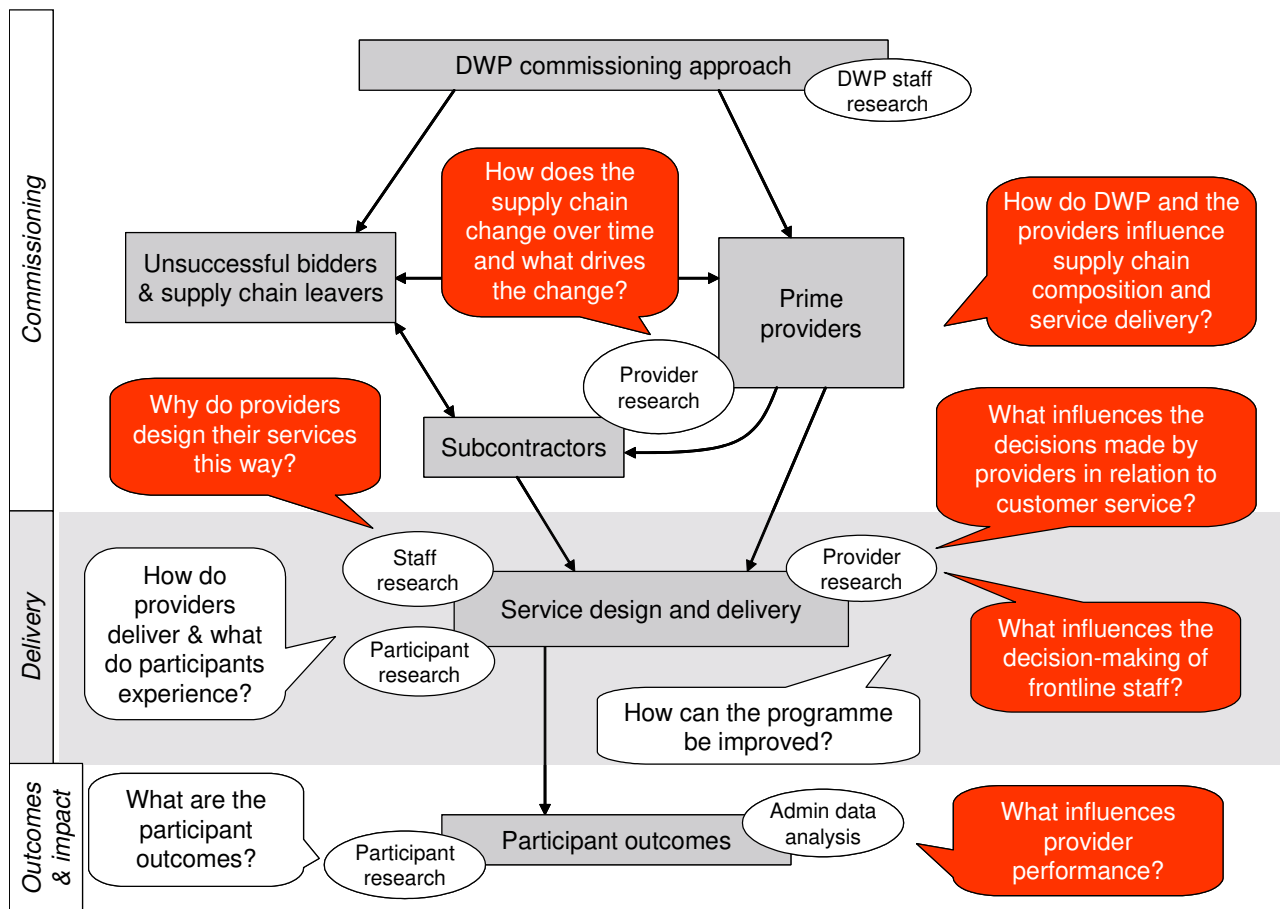 Commissioning
DWP commissioning approach
DWP staff
research
How does the
supply chain
change over time
and what drives
the change?
How do DWP and the
providers influence
supply chain
composition and
service delivery?
Unsuccessful bidders
& supply chain leavers
Prime
providers
Provider
research
Why do providers
design their services
this way?
Subcontractors
What influences the
decisions made by
providers in relation to
customer service?
Delivery
How do
providers
deliver & what
do participants
experience?
Staff
research
Service design and delivery
Provider
research
Participant
research
What influences the
decision-making of
frontline staff?
How can the programme
be improved?
Outcomes
& impact
What are the
participant
outcomes?
Participant
research
Participant outcomes
Admin data
analysis
What influences
provider
performance?